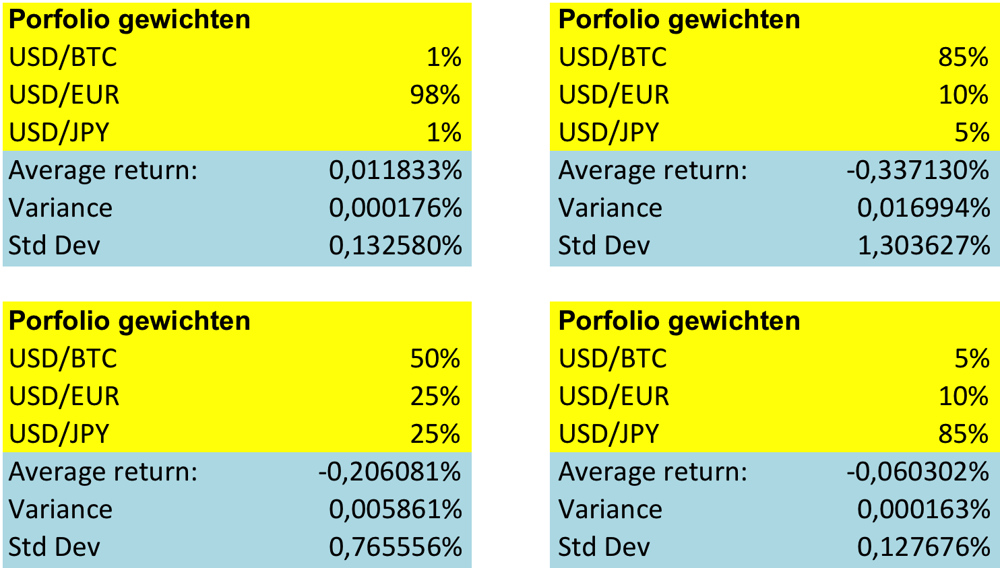 Porfolio gewichten
USD/BTC 1%
USD/EUR 98%
USD/JPY 1%
Average return: 0,011833%
Variance 0,000176%
Std Dev 0,132580%
Porfolio gewichten
USD/BTC 85%
USD/EUR 10%
USD/JPY 5%
Average return: -0,337130%
Variance 0,016994%
Std Dev 1,303627%
Porfolio gewichten
USD/BTC 50%
USD/EUR 25%
USD/JPY 25%
Average return: -0,206081%
Variance 0,005861%
Std Dev 0,765556%
Porfolio gewichten
USD/BTC 5%
USD/EUR 10%
USD/JPY 85%
Average return: -0,060302%
Variance 0,000163%
Std Dev 0,127676%